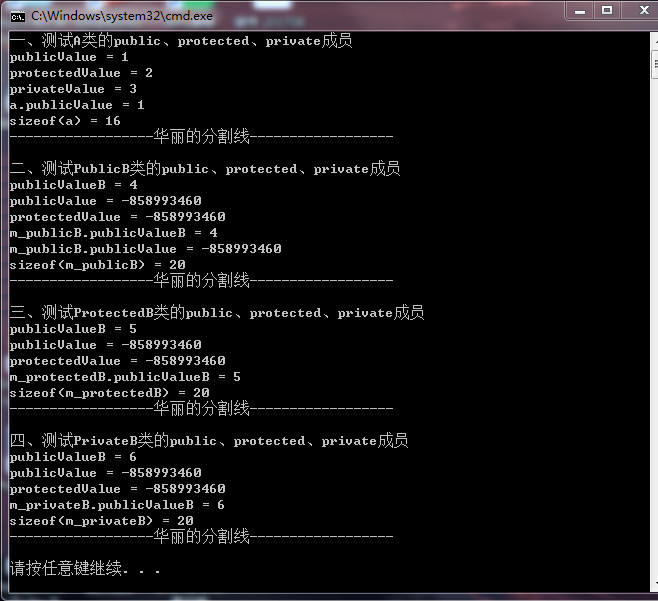 C:\Windows\system32\cmd.exe
一、测试A类的public、protected、private成员
publicValue = 1
protectedValue = 2
privateValue = 3
a.publicValue = 1
sizeof(a) = 16
------------------华丽的分割线------------------
二、测试PublicB类的public、protected、private成员
publicValueB = 4
publicValue = -858993460
protectedValue = -858993460
m_publicB.publicValueB = 4
m_publicB.publicValue = -858993460
sizeof(m_publicB) = 20
------------------华丽的分割线------------------
三、测试ProtectedB类的public、protected、private成员
publicValueB = 5
publicValue = -858993460
protectedValue = -858993460
m_protectedB.publicValueB = 5
sizeof(m_protectedB) = 20
------------------华丽的分割线------------------
四、测试PrivateB类的public、protected、private成员
publicValueB = 6
publicValue = -858993460
protectedValue = -858993460
m_privateB.publicValueB = 6
sizeof(m_privateB) = 20
------------------华丽的分割线------------------
请按任意键继续. . .